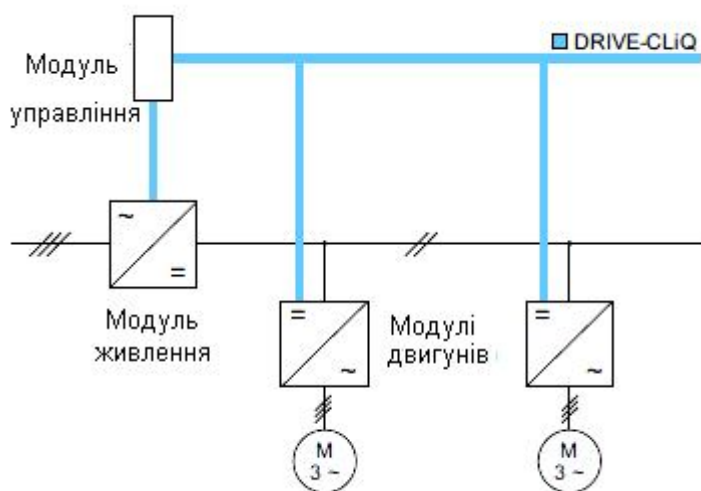 DRIVE-CLiQ
Модуль
управління
~
=
Модуль
живлення
=
~
Модулі
двигунів
=
~
M
3 ~
M
3 ~